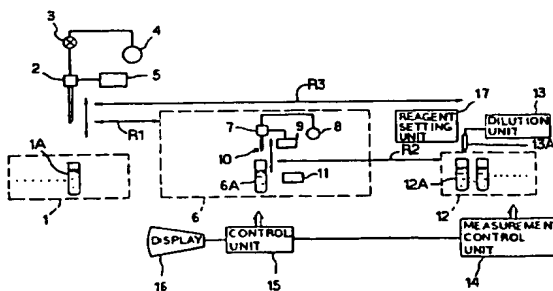 3
4
2
5
R3
17
13
R1
7
9
8
REAGENT
SETTING
UNIT
DILUTION
UNIT
1A
10
R2
13A
6A
11
12A
1
6
12
DISPLAY
CONTROL
UNIT
MEASUREMENT
CONTROL
UNIT
16
15
14